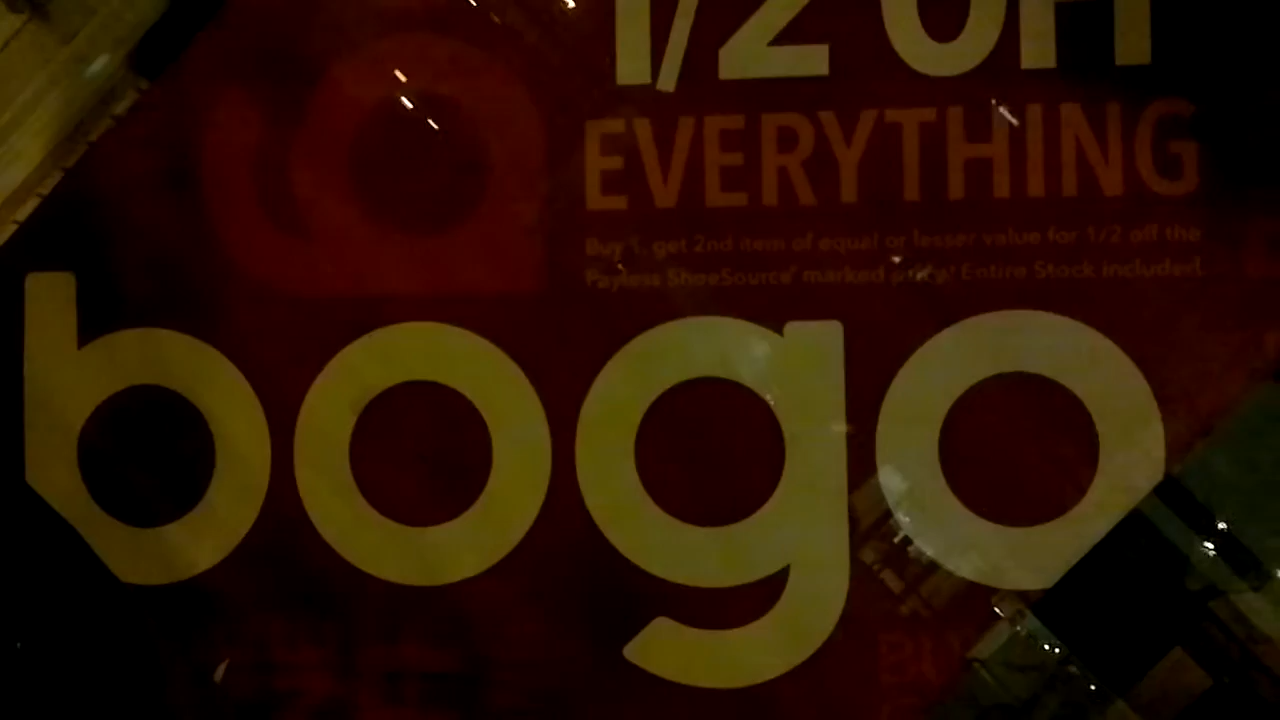 1/2 OFF
EVERYTHING
Buy 1, get 2nd item of equal or lesser value for 1/2 off the
Payless ShoeSource® marked price! Entire Stock included.
bogo
BU